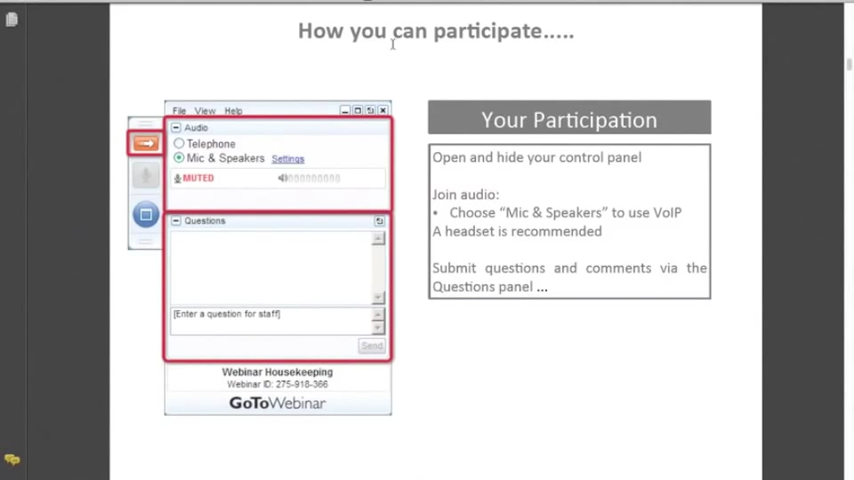 How you can participate.....
File View Help
Audio
Telephone
Mic & Speakers Settings
MUTED
Questions
[Enter a question for staff]
Send
Webinar Housekeeping
Webinar ID: 275-918-366
GoToWebinar
Your Participation
Open and hide your control panel
Join audio:
• Choose “Mic & Speakers” to use VoIP
A headset is recommended
Submit questions and comments via the
Questions panel ...